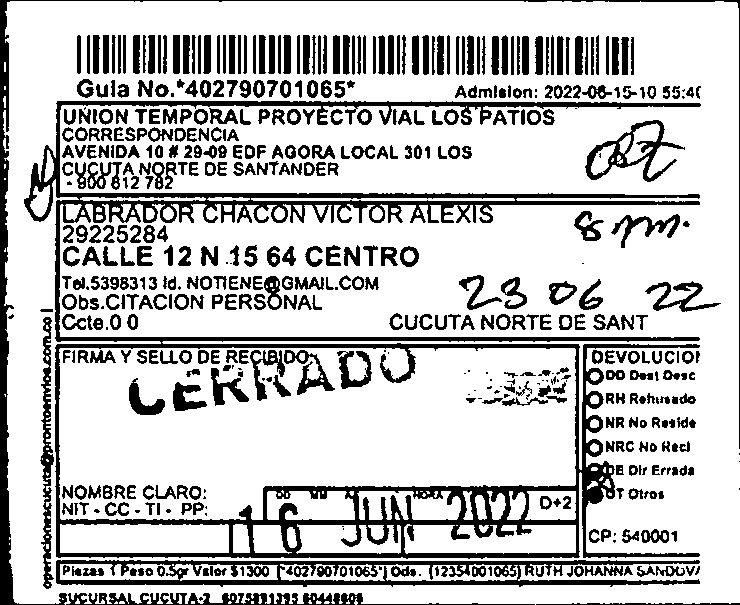 Guia No.*402790701065*
Admision: 2022-06-15-10 55:4
UNION TEMPORAL PROYECTO VIAL LOS PATIOS
CORRESPONDENCIA
AVENIDA 10 # 29-09 EDF AGORA LOCAL 301 LOS
CUCUTA NORTE DE SANTANDER
- 900 812 782
LABRADOR CHACON VICTOR ALEXIS
29225284
8 pm.
CALLE 12 N 15 64 CENTRO
Tel.5398313 Id. NOTIENE@GMAIL.COM
Obs.CITACION PERSONAL
23 06 22
Ccte.0 0
CUCUTA NORTE DE SANT
operacionescucuta@prontoenvios.com.co
FIRMA Y SELLO DE RECIBIDO
CERRADO
DEVOLUCION
DD Dest Desc
RH Rehusado
NR No Reside
NRC No Recl
DE Dir Errada
OT Otros
NOMBRE CLARO:
NIT - CC - TI - PP:
DD MM HORA
16 JUN 2022
D+2
CP: 540001
Piezas 1 Peso 0.5gr Valor $1300 (*402790701065*) Ods. (12354001065) RUTH JOHANNA SANDOVA
SUCURSAL CUCUTA-2